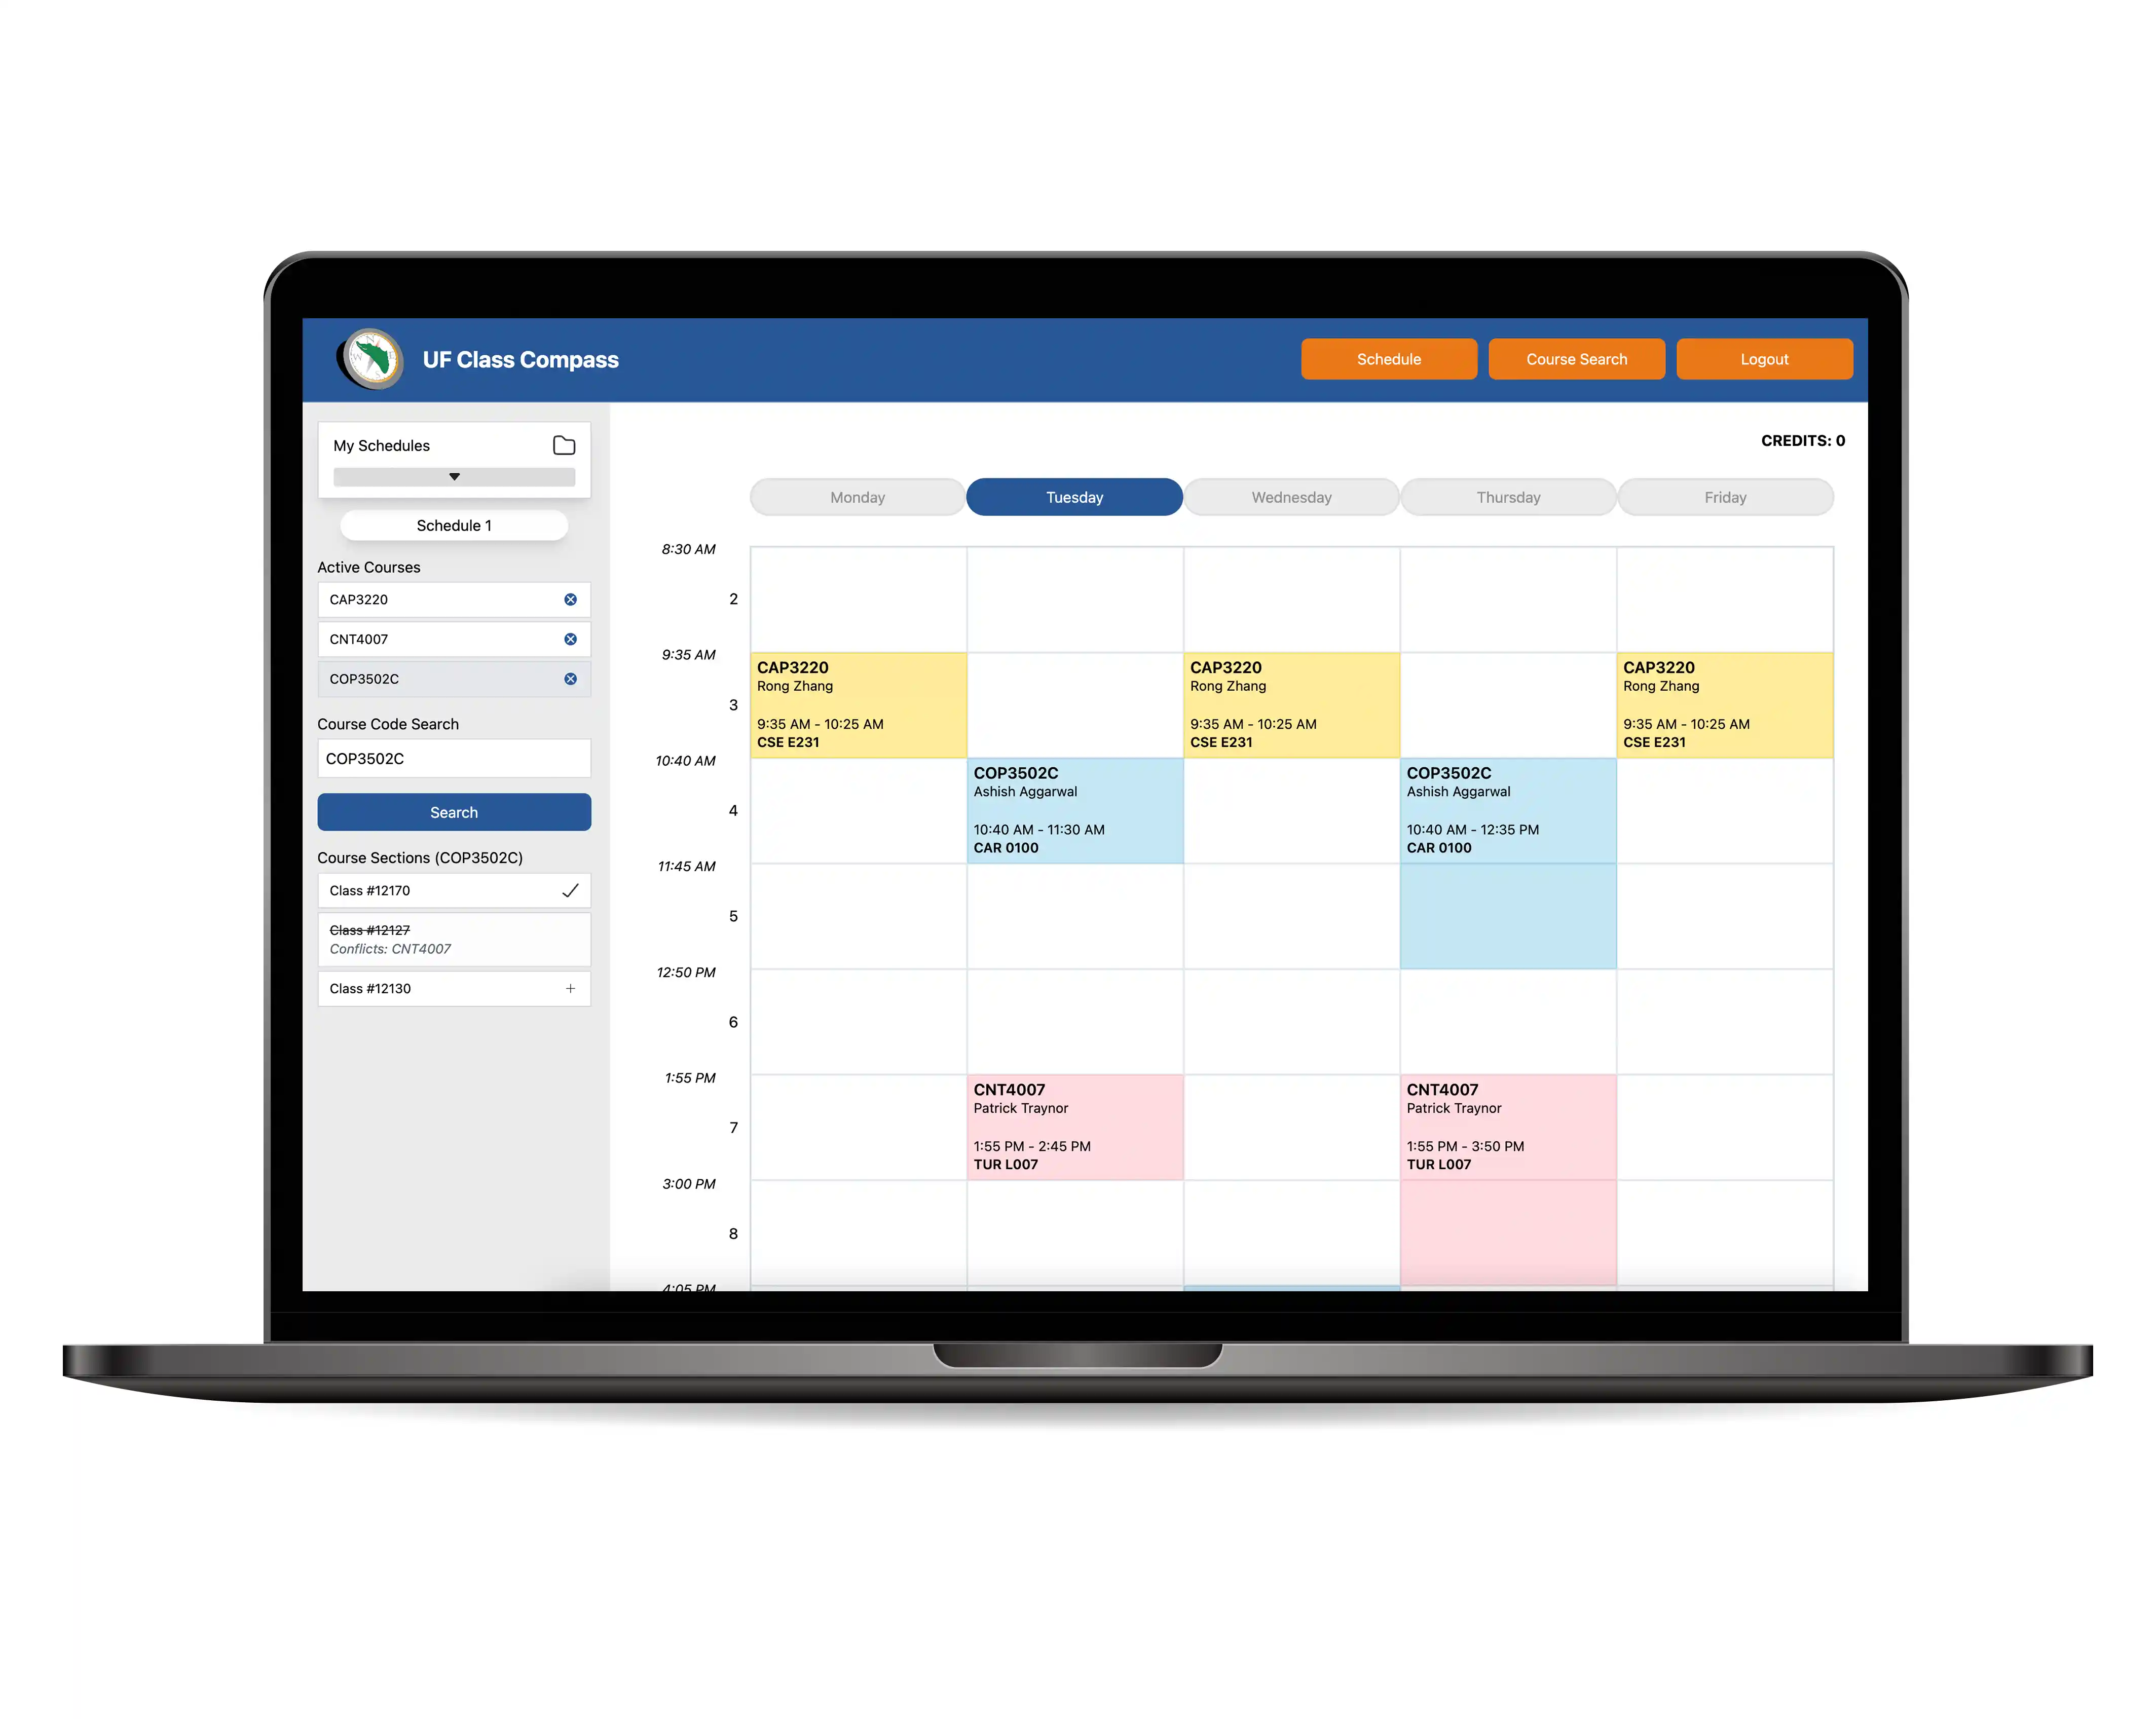 UF Class Compass
Schedule
Course Search
Logout
My Schedules
Schedule 1
Active Courses
CAP3220
CNT4007
COP3502C
Course Code Search
COP3502C
Search
Course Sections (COP3502C)
Class #12170
Class #12127
Conflicts: CNT4007
Class #12130
CREDITS: 0
Monday
Tuesday
Wednesday
Thursday
Friday
8:30 AM
2
9:35 AM
CAP3220
Rong Zhang
9:35 AM - 10:25 AM
CSE E231
CAP3220
Rong Zhang
9:35 AM - 10:25 AM
CSE E231
CAP3220
Rong Zhang
9:35 AM - 10:25 AM
CSE E231
3
10:40 AM
COP3502C
Ashish Aggarwal
10:40 AM - 11:30 AM
CAR 0100
COP3502C
Ashish Aggarwal
10:40 AM - 12:35 PM
CAR 0100
4
11:45 AM
5
12:50 PM
6
1:55 PM
CNT4007
Patrick Traynor
1:55 PM - 2:45 PM
TUR L007
CNT4007
Patrick Traynor
1:55 PM - 3:50 PM
TUR L007
7
3:00 PM
8
4:05 PM